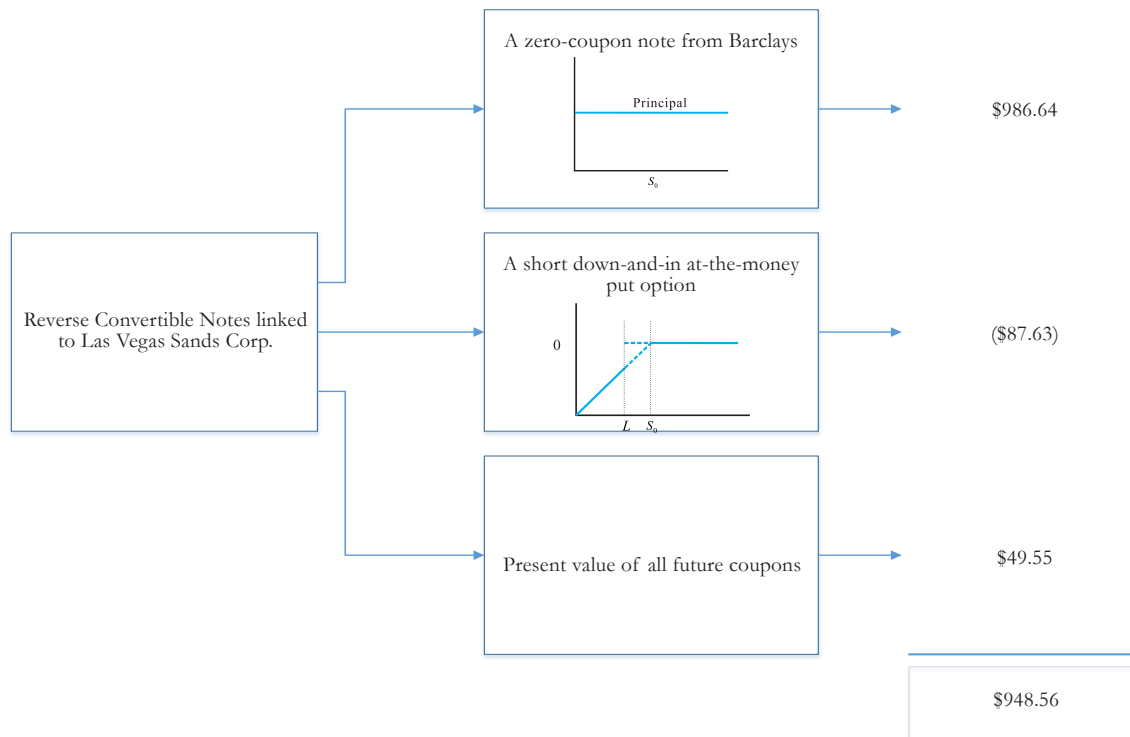 A zero-coupon note from Barclays
Principal
S₀
$986.64
Reverse Convertible Notes linked
to Las Vegas Sands Corp.
A short down-and-in at-the-money
put option
0
L S₀
($87.63)
Present value of all future coupons
$49.55
$948.56